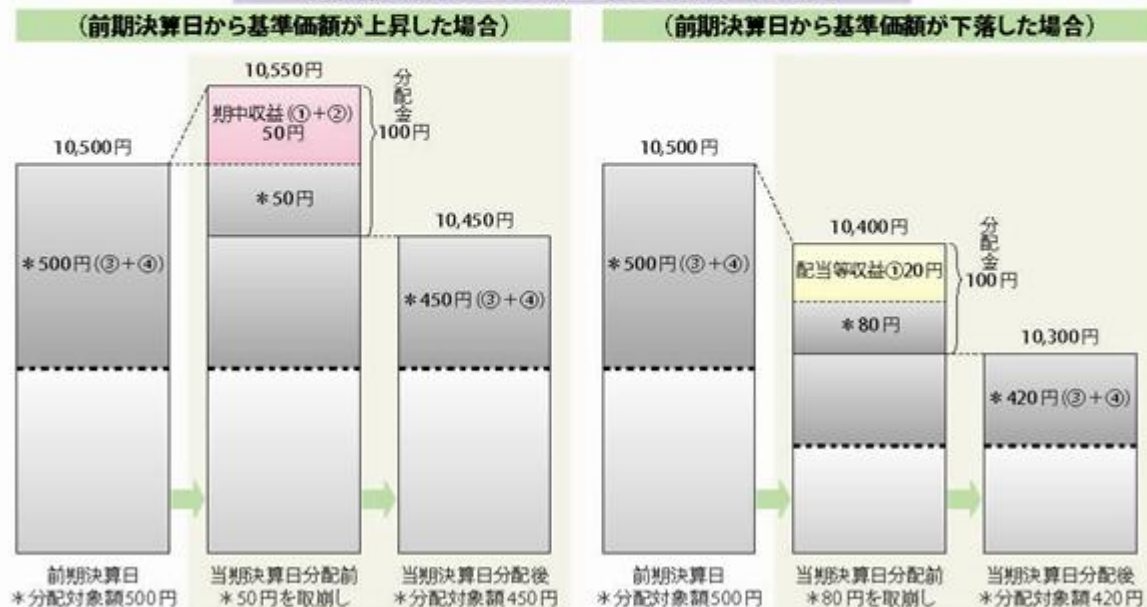 (前期決算日から基準価額が上昇した場合)
10,550円
期中収益(①+②)
50円
分配金
100円
10,500円
*50円
10,450円
*500円(③+④)
*450円(③+④)
前期決算日
*分配対象額500円
当期決算日分配前
*50円を取崩し
当期決算日分配後
*分配対象額450円
(前期決算日から基準価額が下落した場合)
10,500円
10,400円
分配金
*500円(③+④)
配当等収益①20円
100円
*80円
10,300円
*420円(③+④)
前期決算日
*分配対象額500円
当期決算日分配前
*80円を取崩し
当期決算日分配後
*分配対象額420円